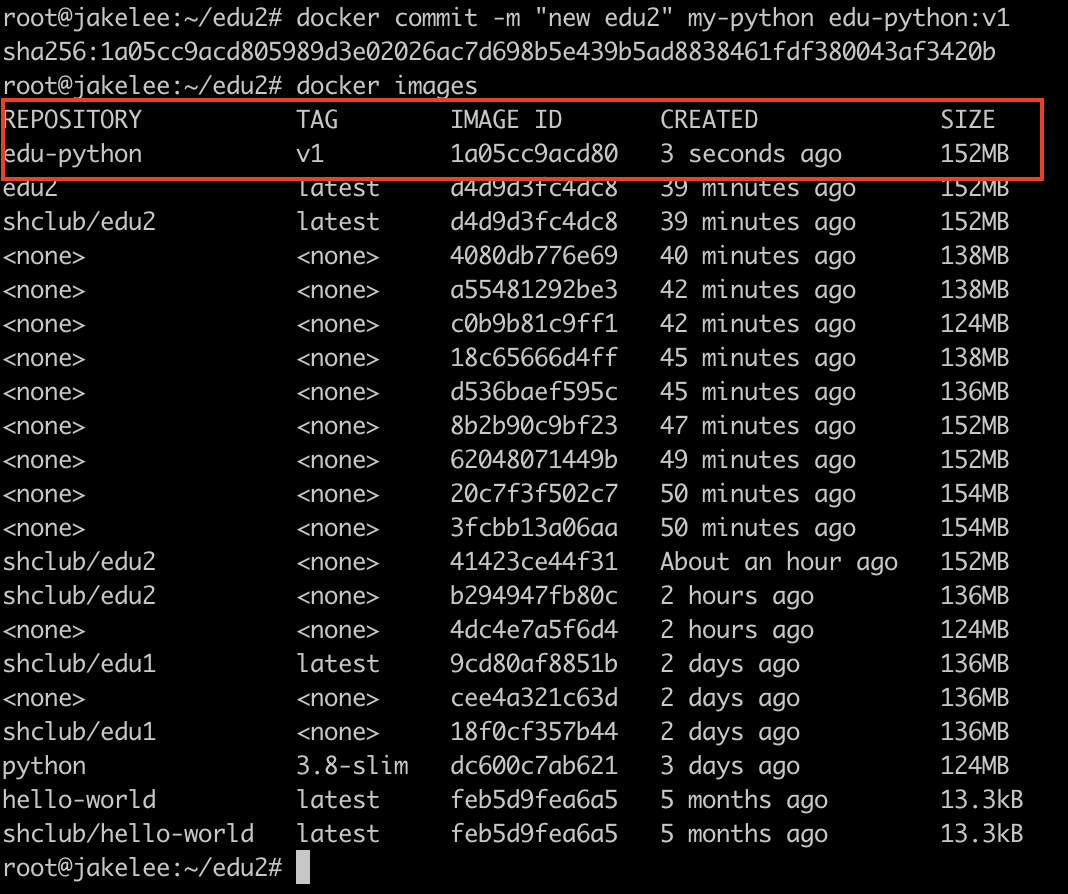 root@jakelee:~/edu2# docker commit -m "new edu2" my-python edu-python:v1
sha256:1a05cc9acd805989d3e02026ac7d698b5e439b5ad8838461fdf380043af3420b
root@jakelee:~/edu2# docker images
REPOSITORY TAG IMAGE ID CREATED SIZE
edu-python v1 1a05cc9acd80 3 seconds ago 152MB
edu2 latest d4d9d3fc4dc8 39 minutes ago 152MB
shclub/edu2 latest d4d9d3fc4dc8 39 minutes ago 152MB
<none> <none> 4080db776e69 40 minutes ago 138MB
<none> <none> a55481292be3 42 minutes ago 138MB
<none> <none> c0b9b81c9ff1 42 minutes ago 124MB
<none> <none> 18c65666d4ff 45 minutes ago 138MB
<none> <none> d536baef595c 45 minutes ago 136MB
<none> <none> 8b2b90c9bf23 47 minutes ago 152MB
<none> <none> 62048071449b 49 minutes ago 152MB
<none> <none> 20c7f3f502c7 50 minutes ago 154MB
<none> <none> 3fcbb13a06aa 50 minutes ago 154MB
shclub/edu2 <none> 41423ce44f31 About an hour ago 152MB
shclub/edu2 <none> b294947fb80c 2 hours ago 136MB
<none> <none> 4dc4e7a5f6d4 2 hours ago 124MB
shclub/edu1 latest 9cd80af8851b 2 days ago 136MB
<none> <none> cee4a321c63d 2 days ago 136MB
shclub/edu1 <none> 18f0cf357b44 2 days ago 136MB
python 3.8-slim dc600c7ab621 3 days ago 124MB
hello-world latest feb5d9fea6a5 5 months ago 13.3kB
shclub/hello-world latest feb5d9fea6a5 5 months ago 13.3kB
root@jakelee:~/edu2#